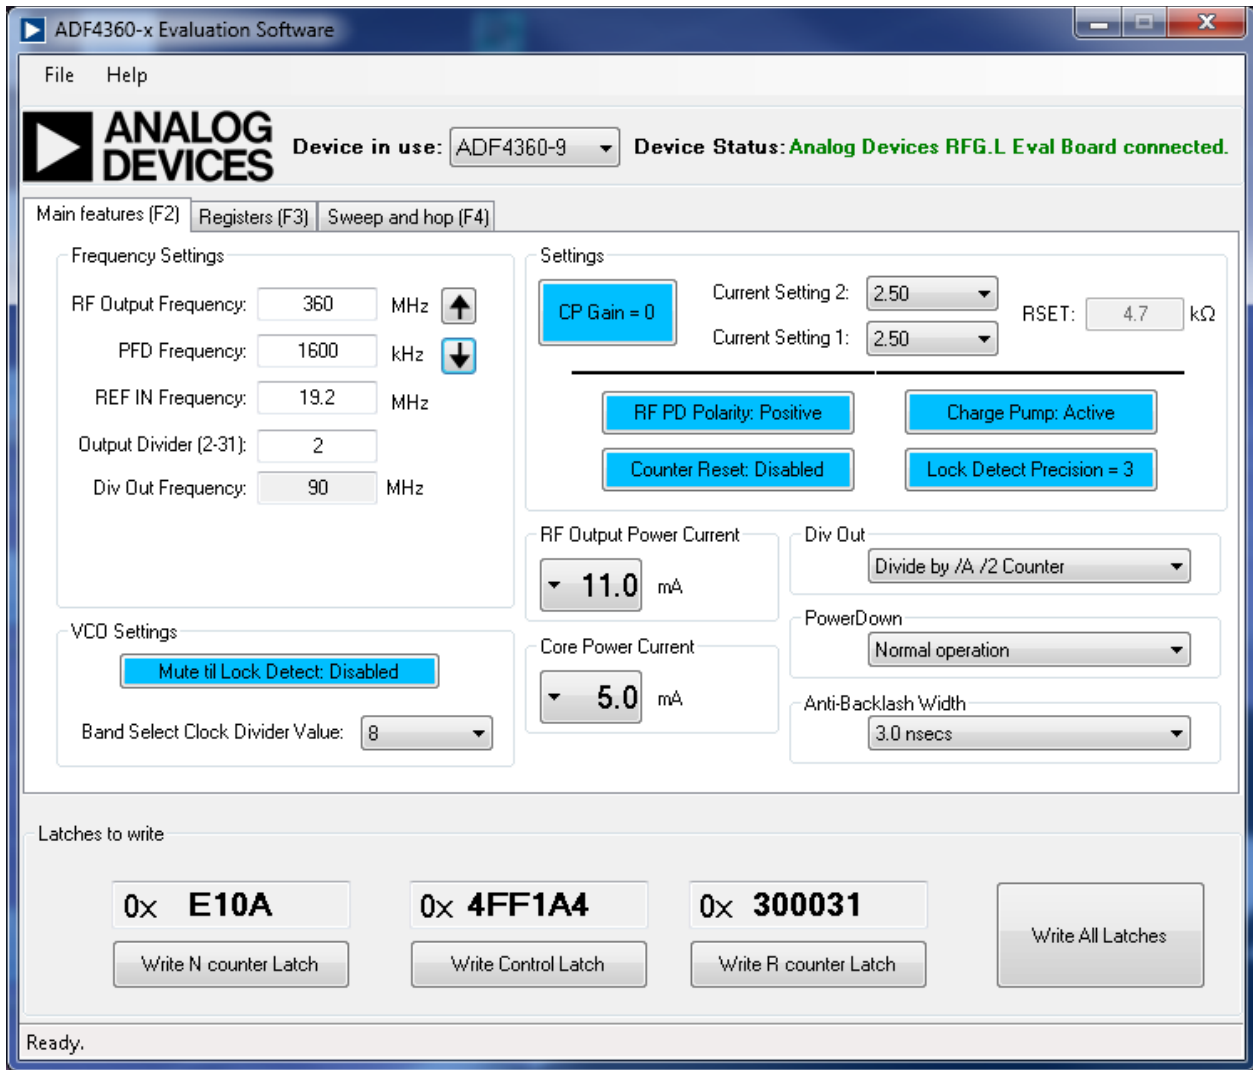 ADF4360-x Evaluation Software
File Help
ANALOG
DEVICES
Device in use: ADF4360-9 Device Status: Analog Devices RFG.L Eval Board connected.
Main features (F2) Registers (F3) Sweep and hop (F4)
Frequency Settings
RF Output Frequency: 360 MHz
PFD Frequency: 1600 kHz
REF IN Frequency: 19.2 MHz
Output Divider (2-31): 2
Div Out Frequency: 90 MHz
Settings
CP Gain = 0
Current Setting 2: 2.50
Current Setting 1: 2.50
RSET: 4.7 kΩ
RF PD Polarity: Positive Charge Pump: Active
Counter Reset: Disabled Lock Detect Precision = 3
RF Output Power Current
11.0 mA
Div Out
Divide by /A /2 Counter
VCO Settings
Mute til Lock Detect: Disabled
Band Select Clock Divider Value: 8
Core Power Current
5.0 mA
PowerDown
Normal operation
Anti-Backlash Width
3.0 nsecs
Latches to write
0x E10A 0x 4FF1A4 0x 300031
Write N counter Latch Write Control Latch Write R counter Latch
Write All Latches
Ready.